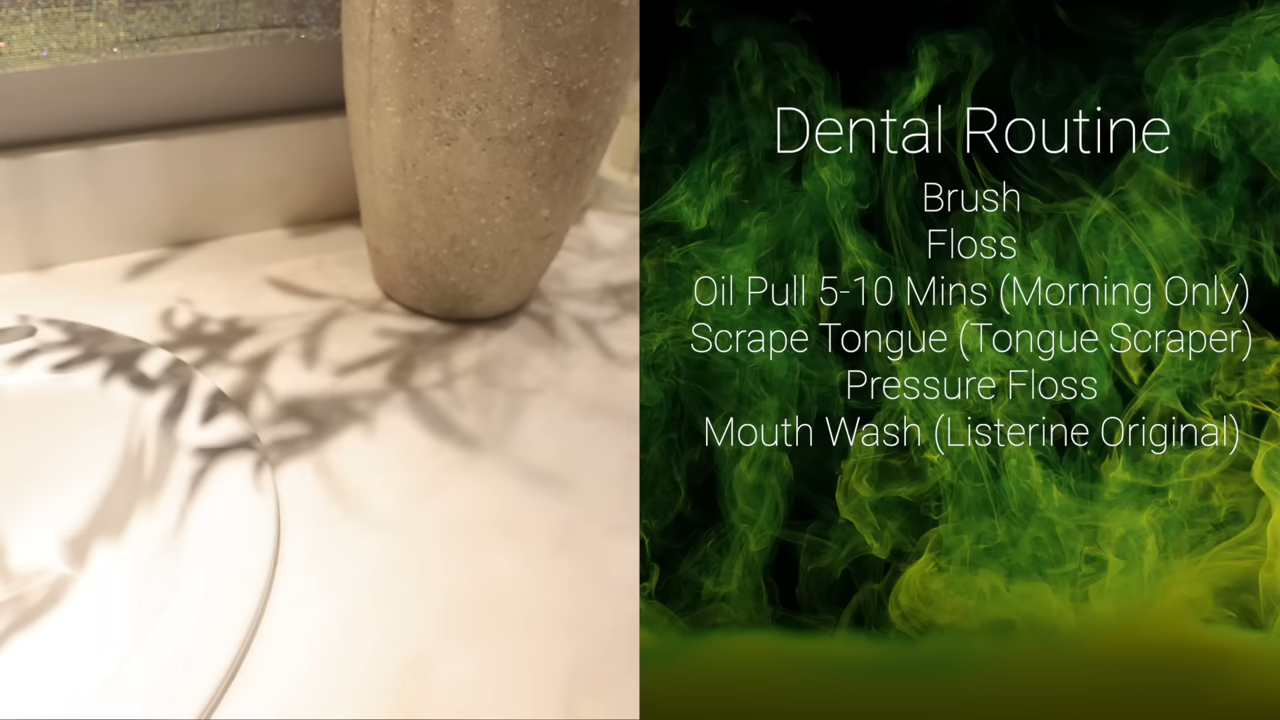 Dental Routine
Brush
Floss
Oil Pull 5-10 Mins (Morning Only)
Scrape Tongue (Tongue Scraper)
Pressure Floss
Mouth Wash (Listerine Original)